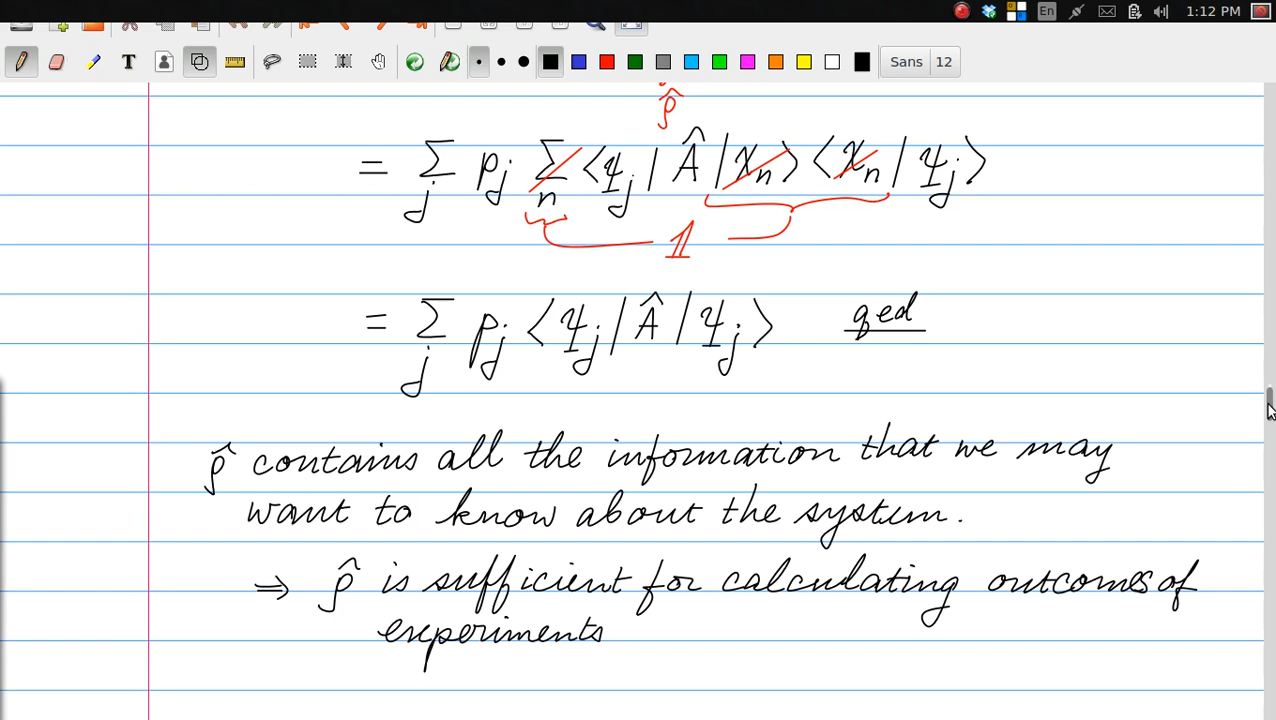 En 1:12 PM
T Sans 12
ρ̂
= Σ_j p_j Σ_n ⟨ψ_j | Â | χ_n⟩ ⟨χ_n | ψ_j⟩
𝟙
= Σ_j p_j ⟨ψ_j | Â | ψ_j⟩ qed
ρ̂ contains all the information that we may
want to know about the system.
⇒ ρ̂ is sufficient for calculating outcomes of
experiments